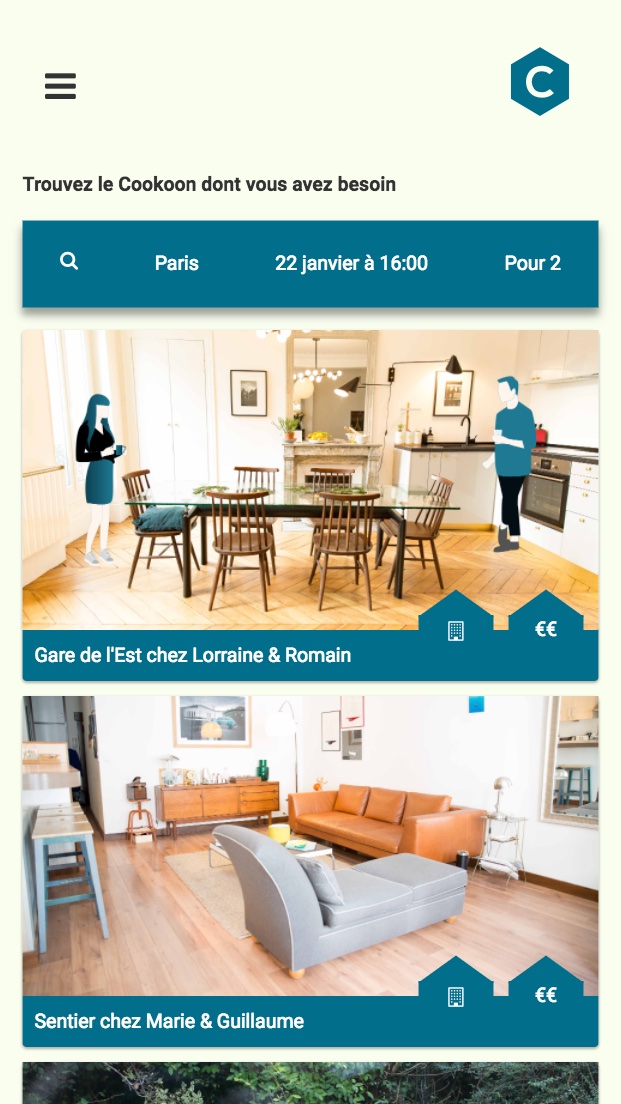 C
Trouvez le Cookoon dont vous avez besoin
Paris 22 janvier à 16:00 Pour 2
€€
Gare de l'Est chez Lorraine & Romain
€€
Sentier chez Marie & Guillaume